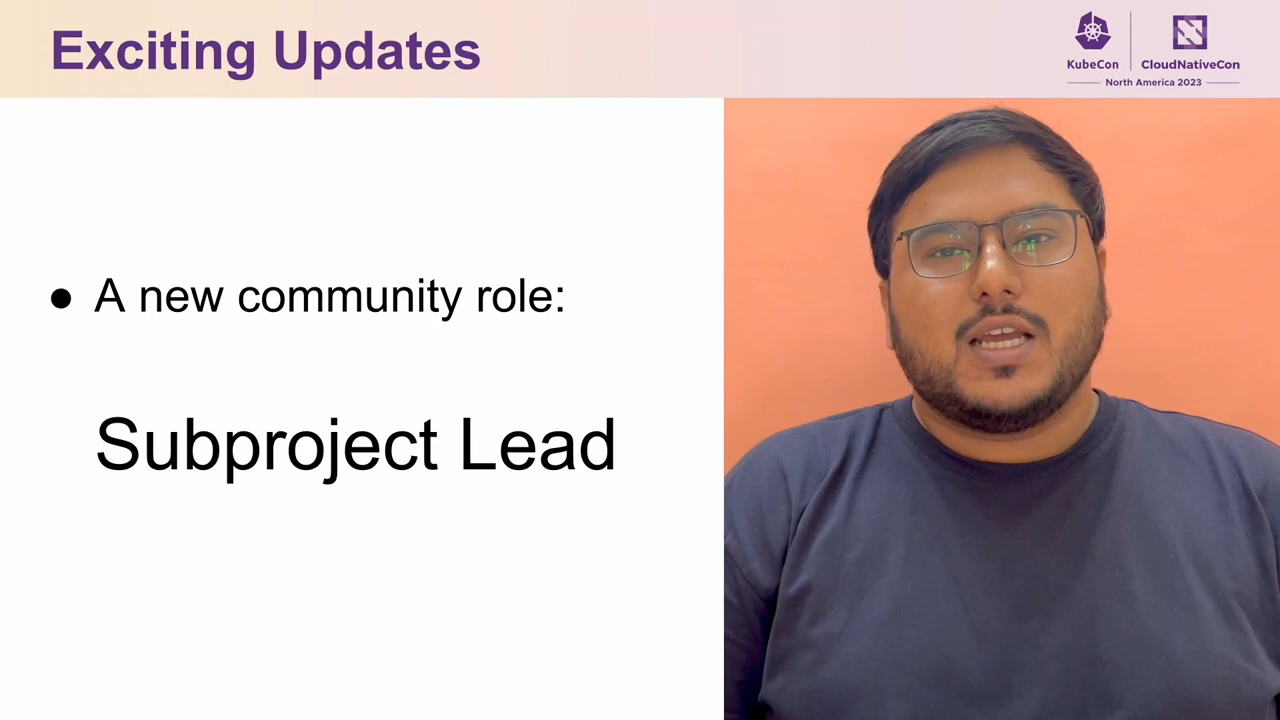 Exciting Updates
KubeCon
CloudNativeCon
North America 2023
● A new community role:
Subproject Lead